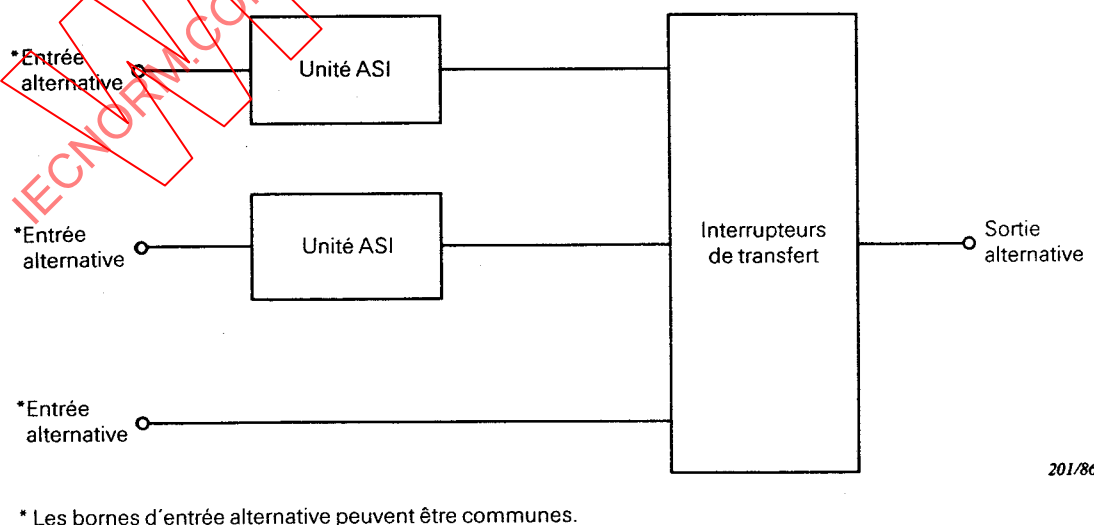 *Entrée
alternative
Unité ASI
*Entrée
alternative
Unité ASI
Interrupteurs
de transfert
Sortie
alternative
*Entrée
alternative
201/86
* Les bornes d'entrée alternative peuvent être communes.
IECNORM.COM